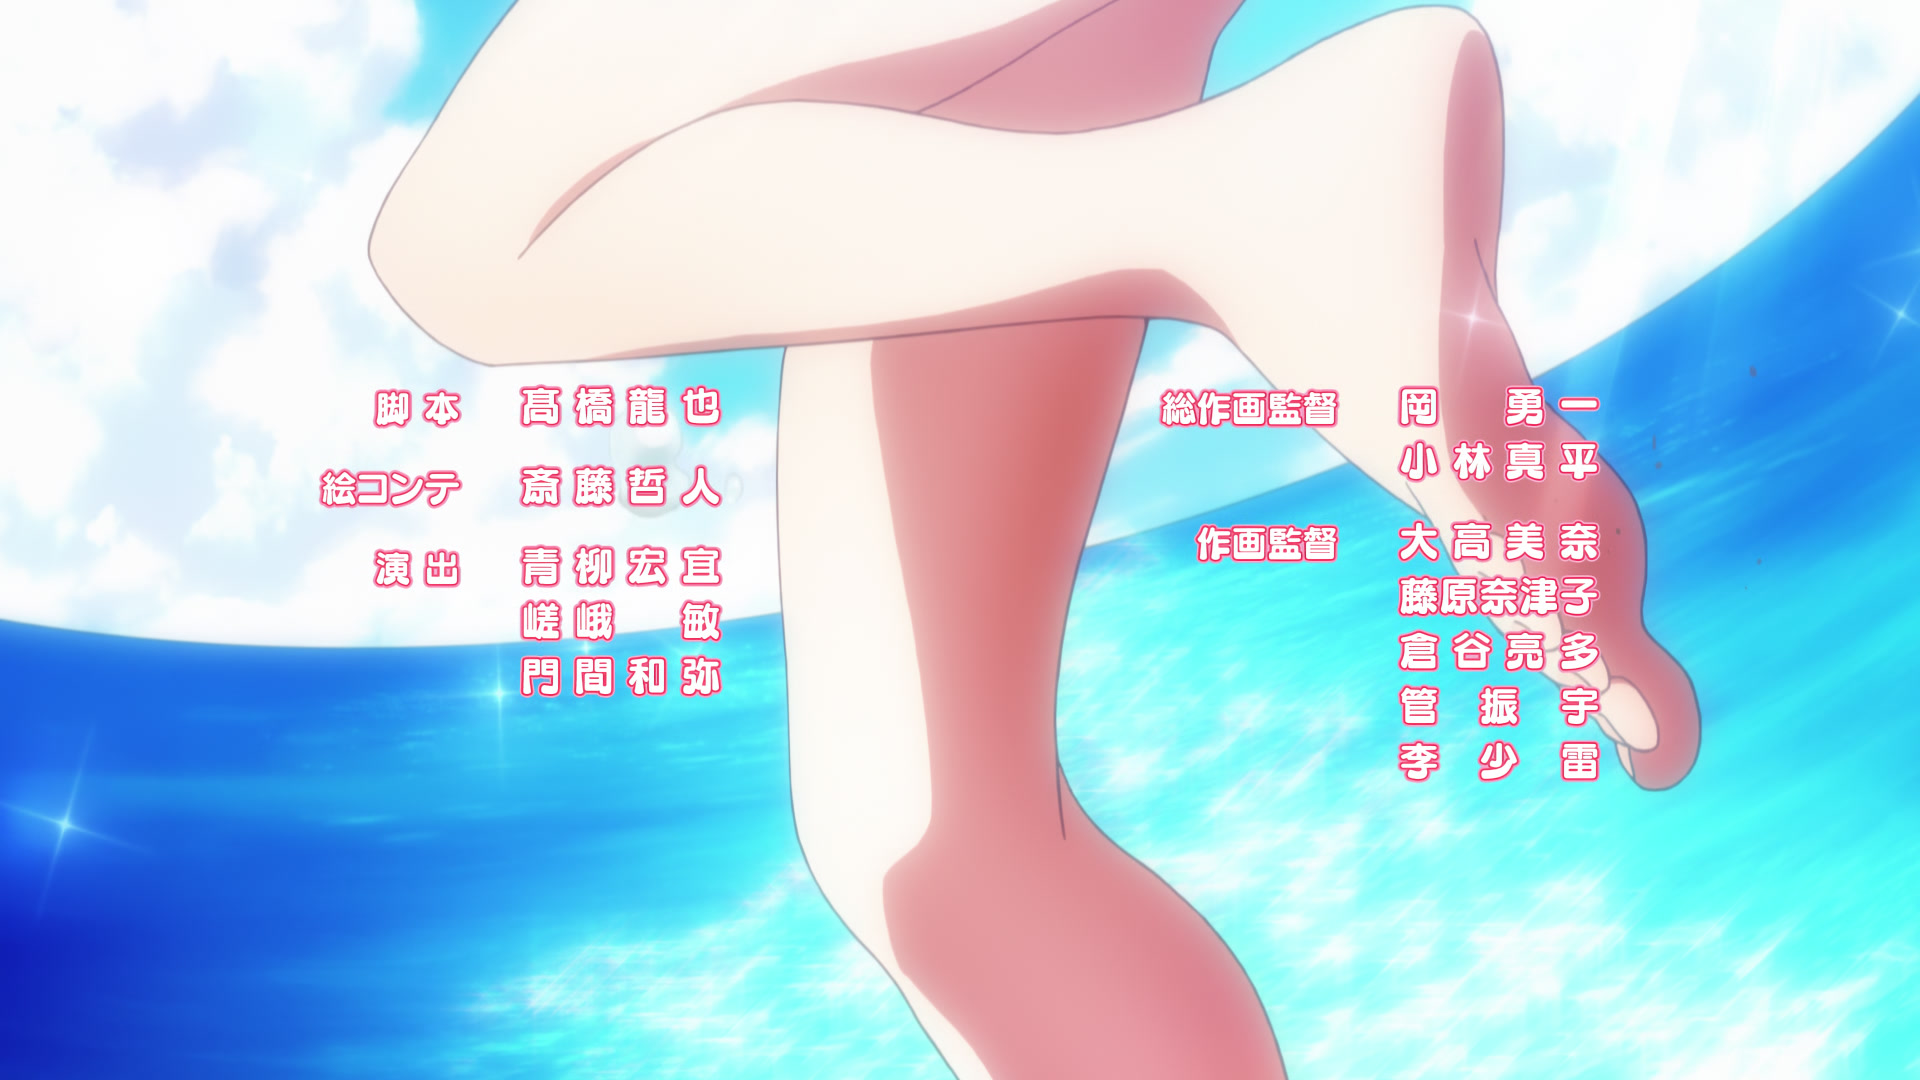 脚本 髙橋龍也
絵コンテ 斎藤哲人
演出 青柳宏宜
嵯峨 敏
門間和弥
総作画監督 岡 勇一
小林真平
作画監督 大高美奈
藤原奈津子
倉谷亮多
管振宇
李少雷